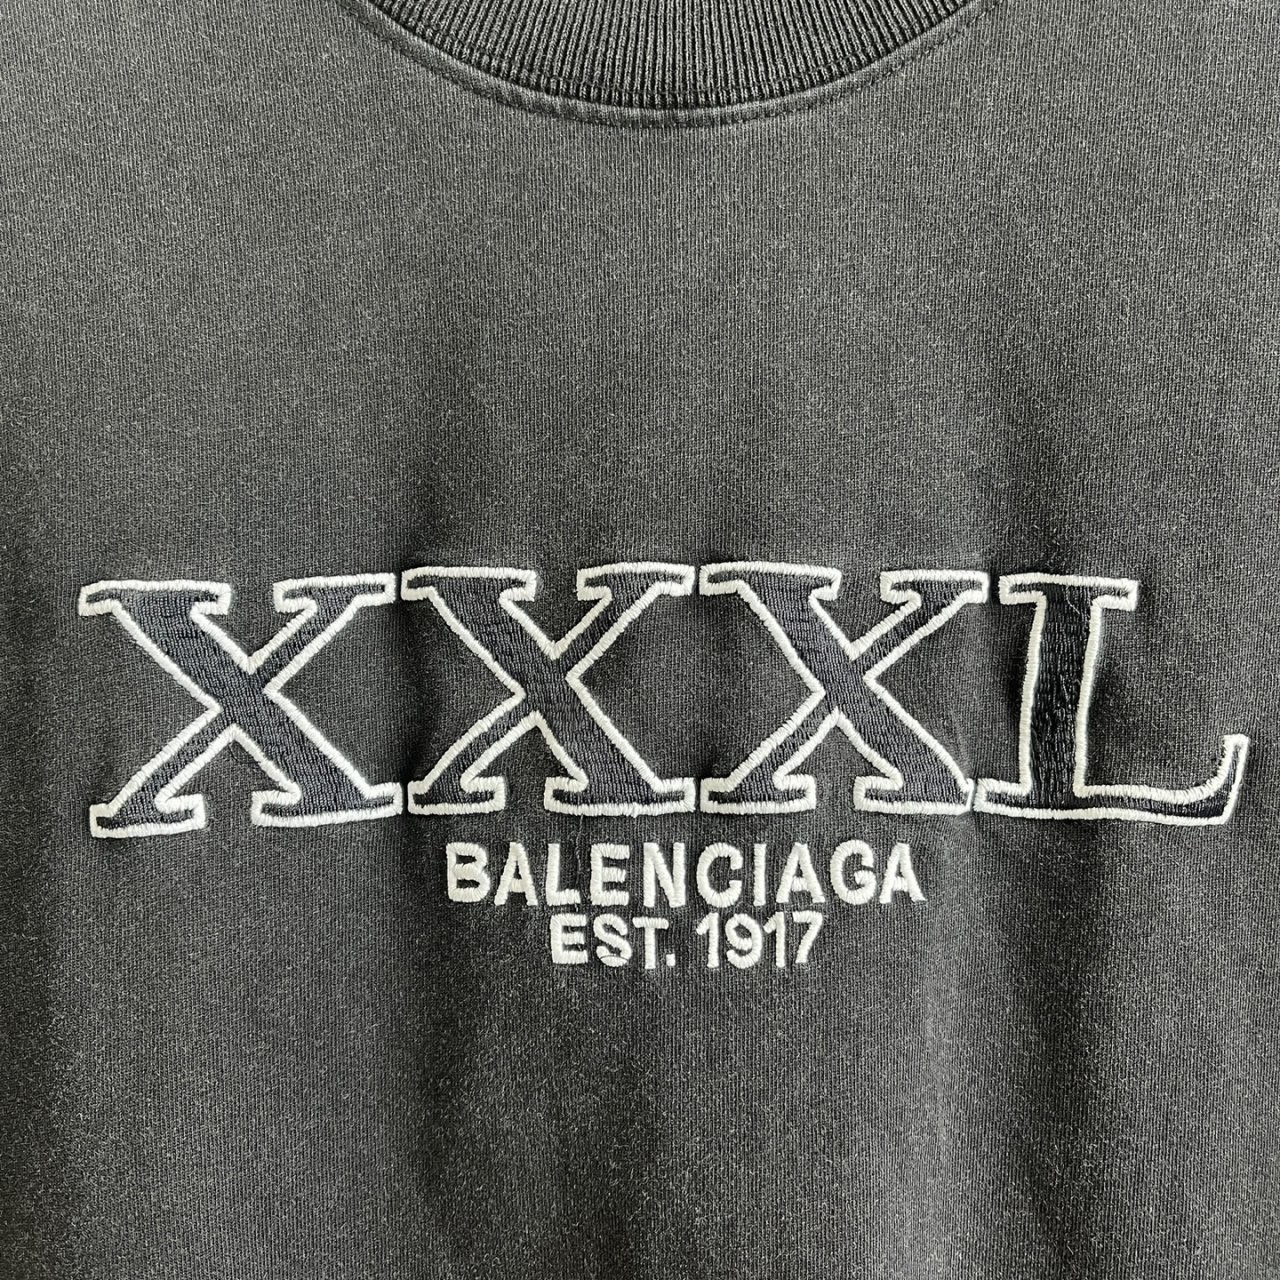 XXXL
BALENCIAGA
EST. 1917